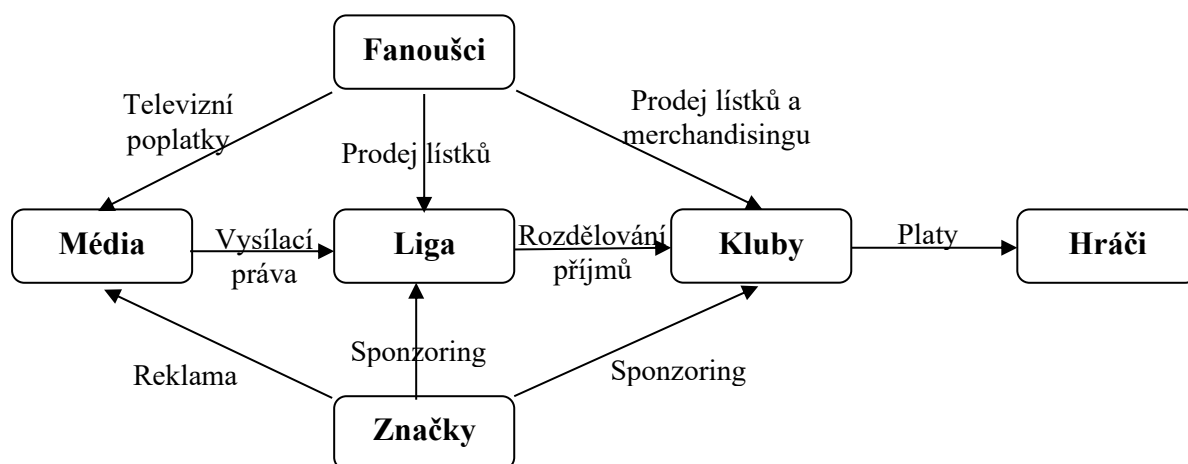 Fanoušci
Televizní
poplatky
Prodej lístků
Prodej lístků a
merchandisingu
Média
Vysílací
práva
Liga
Rozdělování
příjmů
Kluby
Platy
Hráči
Reklama
Sponzoring
Sponzoring
Značky